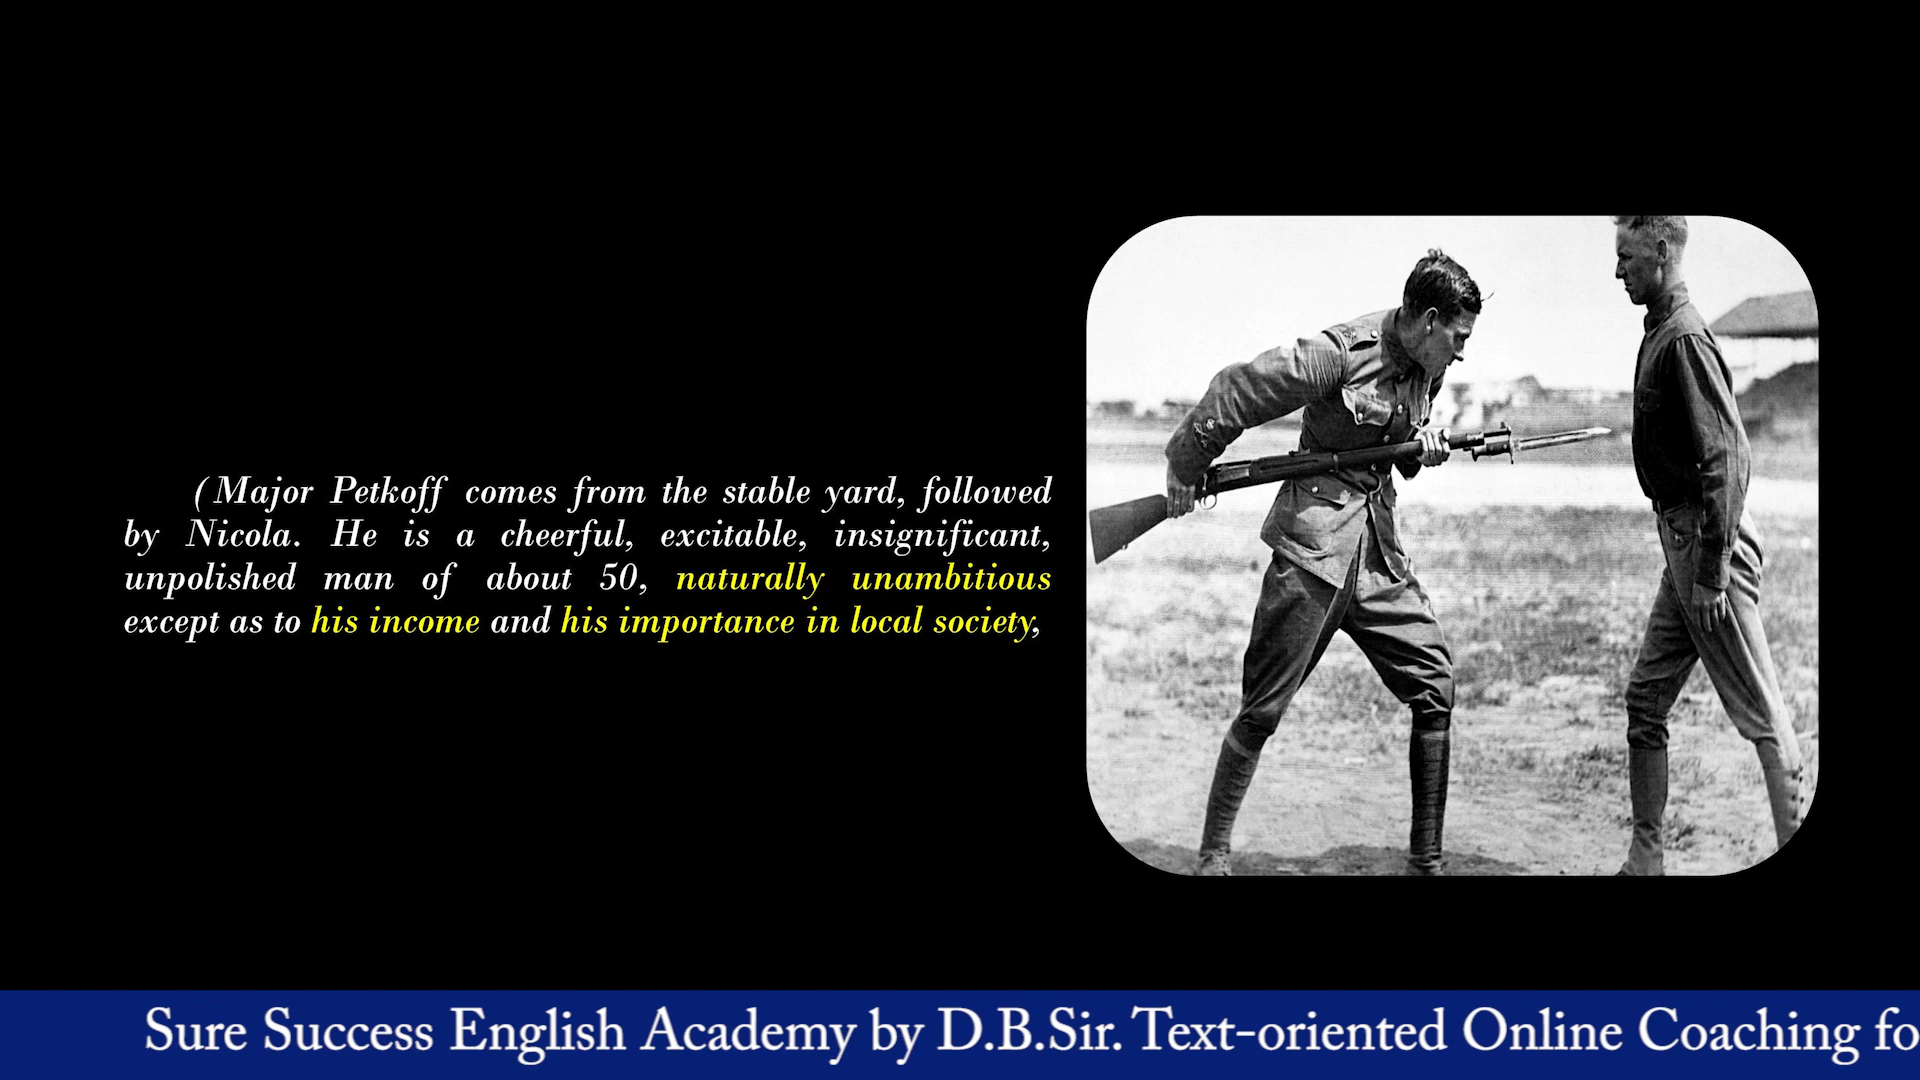 (Major Petkoff comes from the stable yard, followed
by Nicola. He is a cheerful, excitable, insignificant,
unpolished man of about 50, naturally unambitious
except as to his income and his importance in local society,
Sure Success English Academy by D.B.Sir. Text-oriented Online Coaching fo